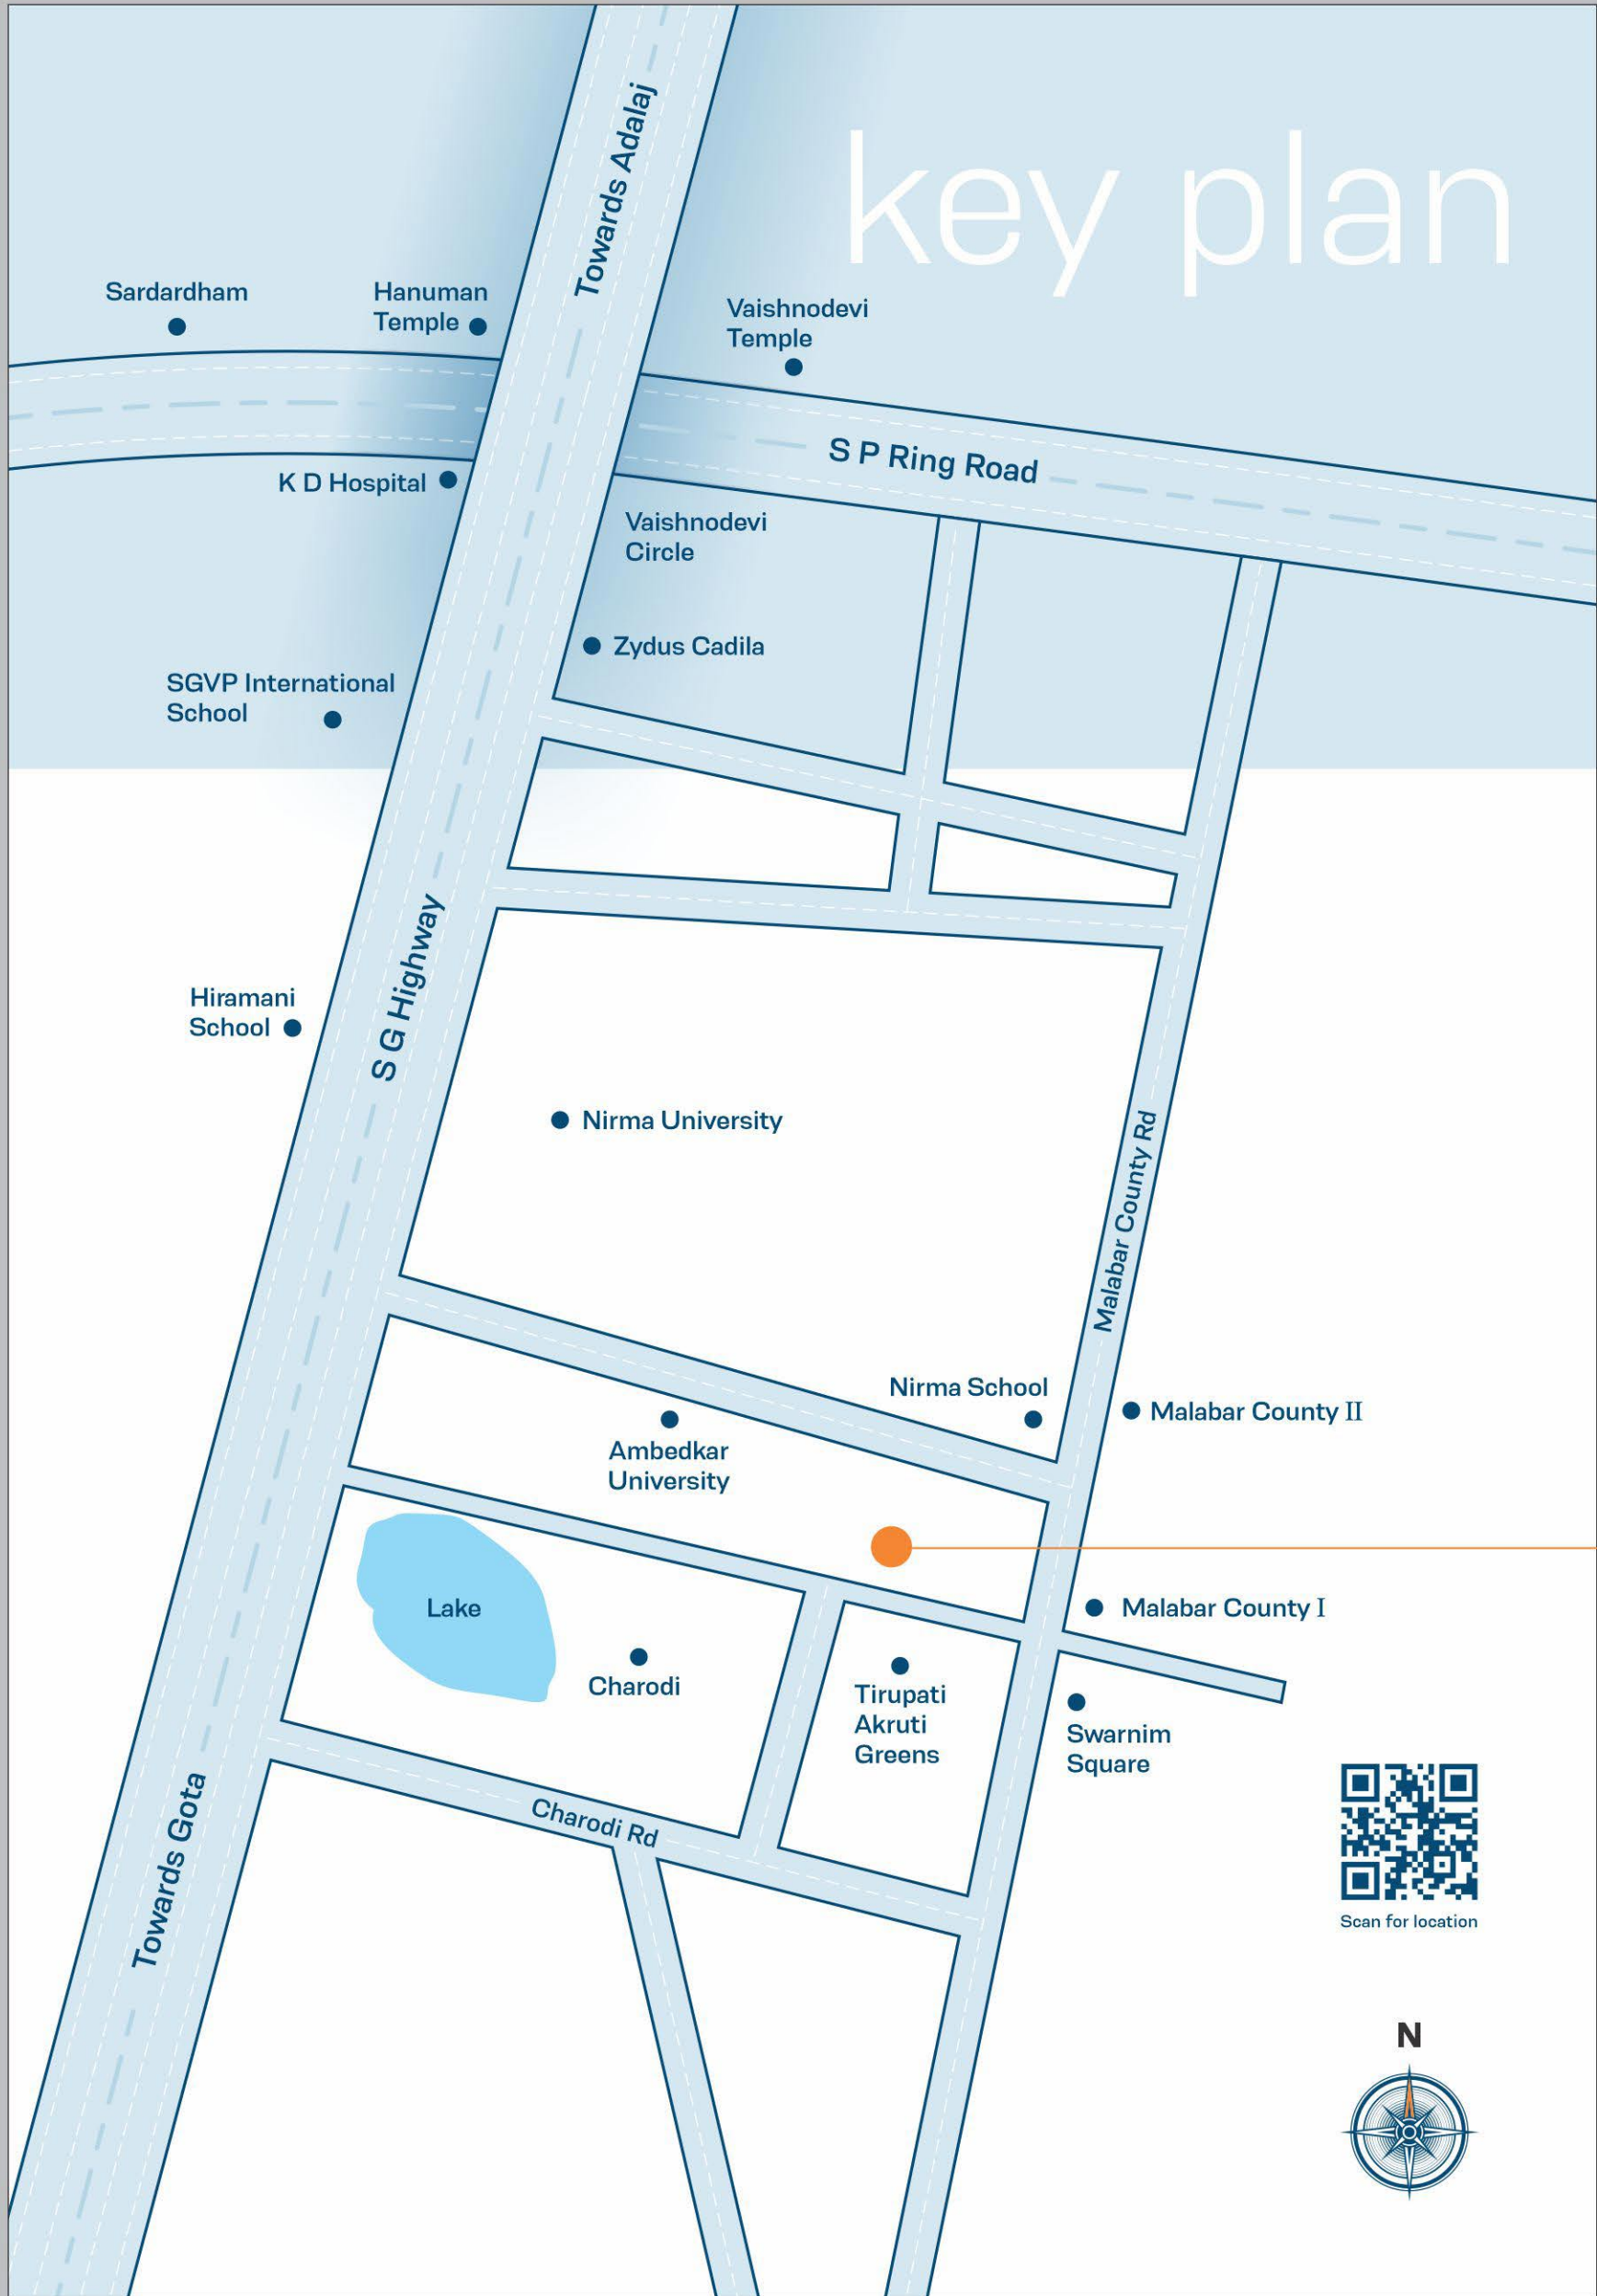 Towards Adalaj
key plan
Sardardham
Hanuman
Temple
Vaishnodevi
Temple
S P Ring Road
K D Hospital
Vaishnodevi
Circle
Zydus Cadila
SGVP International
School
S G Highway
Hiramani
School
Nirma University
Malabar County Rd
Nirma School
Malabar County II
Ambedkar
University
Lake
Malabar County I
Charodi
Tirupati
Akruti
Greens
Swarnim
Square
Towards Gota
Charodi Rd
Scan for location
N